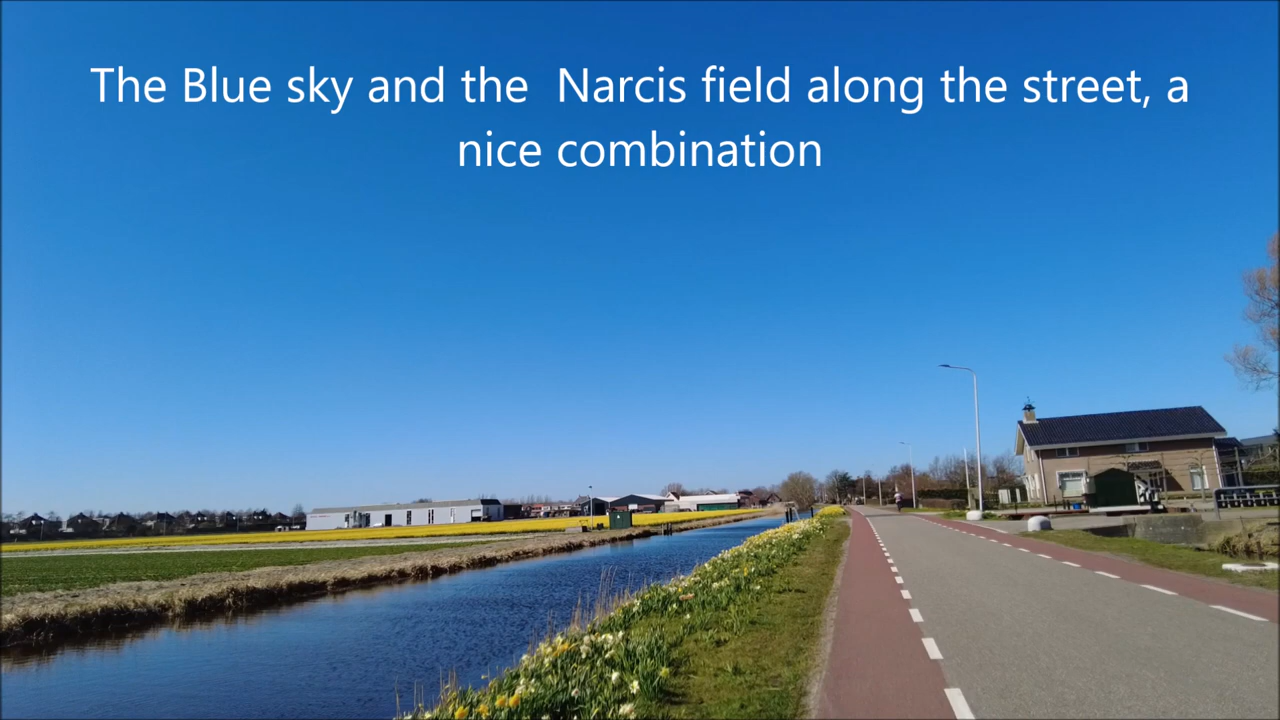 The Blue sky and the  Narcis field along the street, a
nice combination